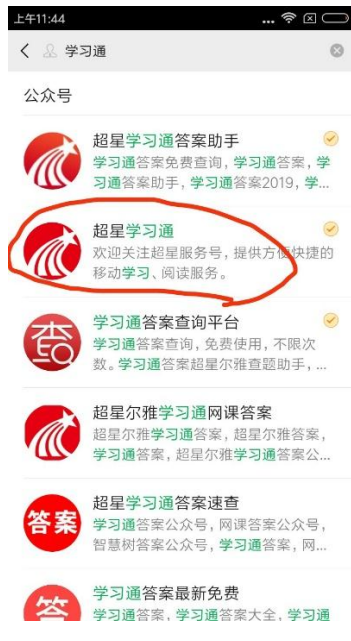 上午11:44
...
学习通
公众号
超星学习通答案助手
学习通答案免费查询，学习通答案，学
习通答案助手，学习通答案2019，学...
超星学习通
欢迎关注超星服务号，提供方便快捷的
移动学习、阅读服务。
查
学习通答案查询平台
学习通答案查询，免费使用，不限次
数。学习通答案超星尔雅查题助手，...
超星尔雅学习通网课答案
超星尔雅学习通答案，超星尔雅答案，
学习通答案，超星尔雅学习通答案公...
答案
超星学习通答案速查
学习通答案公众号，网课答案公众号，
智慧树答案公众号，学习通答案，网...
答
学习通答案最新免费
学习通答案，学习通答案大全，学习通